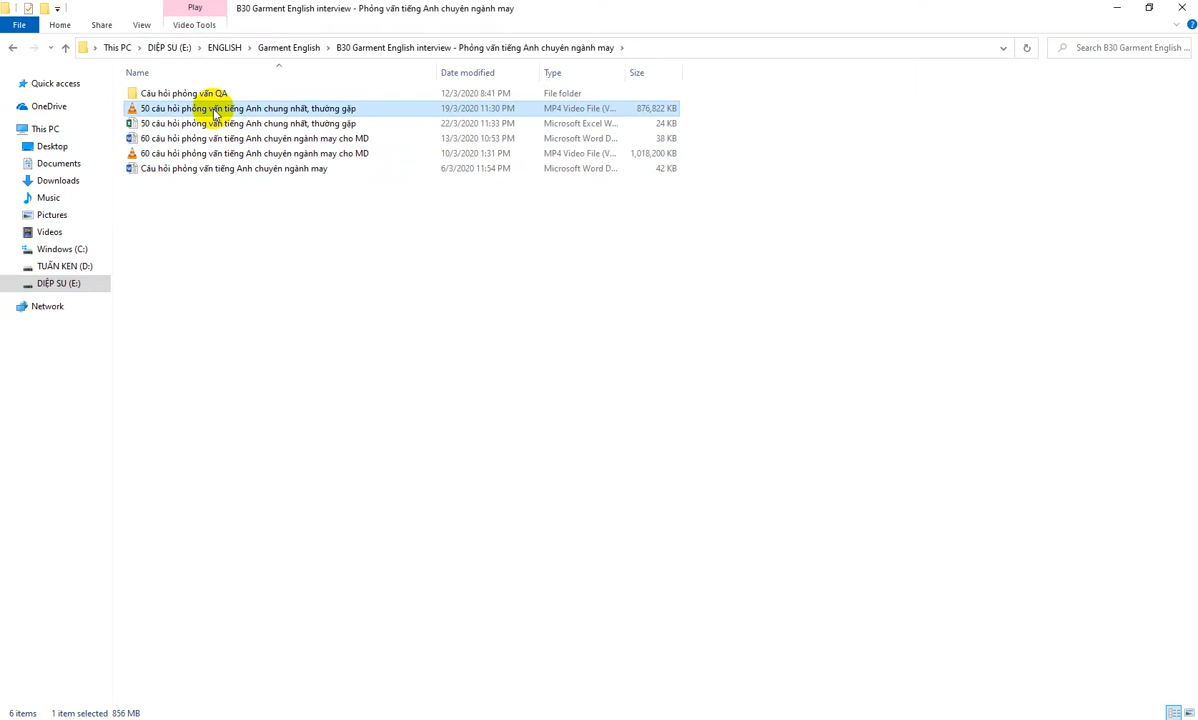 Play
B30 Garment English interview - Phỏng vấn tiếng Anh chuyên ngành may
File Home Share View Video Tools
This PC > DIỆP SU (E:) > ENGLISH > Garment English > B30 Garment English interview - Phỏng vấn tiếng Anh chuyên ngành may >
Search B30 Garment English ...
Name Date modified Type Size
Câu hỏi phỏng vấn QA 12/3/2020 8:41 PM File folder
50 câu hỏi phỏng vấn tiếng Anh chung nhất, thường gặp 19/3/2020 11:30 PM MP4 Video File (V... 876,822 KB
50 câu hỏi phỏng vấn tiếng Anh chung nhất, thường gặp 22/3/2020 11:33 PM Microsoft Excel W... 24 KB
60 câu hỏi phỏng vấn tiếng Anh chuyên ngành may cho MD 13/3/2020 10:53 PM Microsoft Word D... 38 KB
60 câu hỏi phỏng vấn tiếng Anh chuyên ngành may cho MD 10/3/2020 1:31 PM MP4 Video File (V... 1,018,200 KB
Câu hỏi phỏng vấn tiếng Anh chuyên ngành may 6/3/2020 11:54 PM Microsoft Word D... 42 KB
Quick access
OneDrive
This PC
Desktop
Documents
Downloads
Music
Pictures
Videos
Windows (C:)
TUẤN KEN (D:)
DIỆP SU (E:)
Network
6 items 1 item selected 856 MB